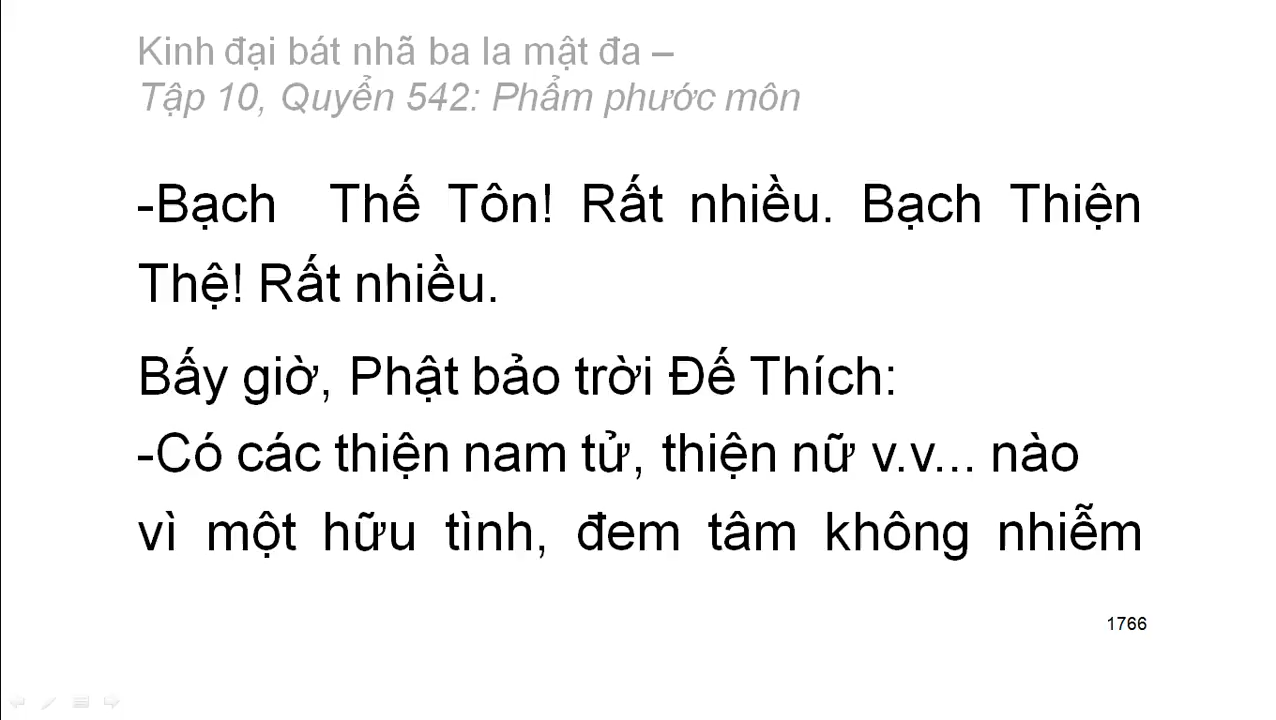 Kinh đại bát nhã ba la mật đa –
Tập 10, Quyển 542: Phẩm phước môn
-Bạch Thế Tôn! Rất nhiều. Bạch Thiện
Thệ! Rất nhiều.
Bấy giờ, Phật bảo trời Đế Thích:
-Có các thiện nam tử, thiện nữ v.v... nào
vì một hữu tình, đem tâm không nhiễm
1766